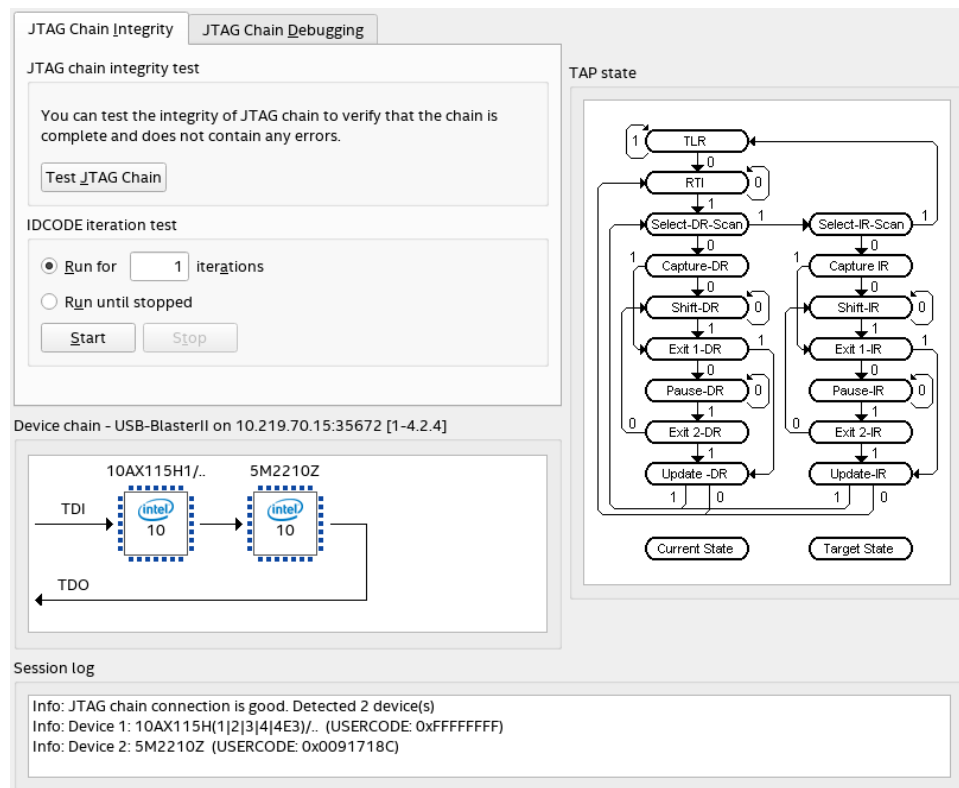 JTAG Chain Integrity
JTAG Chain Debugging
JTAG chain integrity test
You can test the integrity of JTAG chain to verify that the chain is
complete and does not contain any errors.
Test JTAG Chain
IDCODE iteration test
Run for 1 iterations
Run until stopped
Start Stop
Device chain - USB-BlasterII on 10.219.70.15:35672 [1-4.2.4]
10AX115H1/.. 5M2210Z
TDI
intel intel
10 10
TDO
TAP state
1 TLR
0
RTI 0
1
Select-DR-Scan 1 Select-IR-Scan 1
0 0
1 Capture-DR 1 Capture IR
0 0
Shift-DR 0 Shift-IR 0
1 1
Exit 1-DR 1 Exit 1-IR 1
0 0
Pause-DR 0 Pause-IR 0
1 1
0 Exit 2-DR 0 Exit 2-IR
1 1
Update -DR Update-IR
1 0 1 0
Current State Target State
Session log
Info: JTAG chain connection is good. Detected 2 device(s)
Info: Device 1: 10AX115H(1|2|3|4|4E3)/.. (USERCODE: 0xFFFFFFFF)
Info: Device 2: 5M2210Z (USERCODE: 0x0091718C)